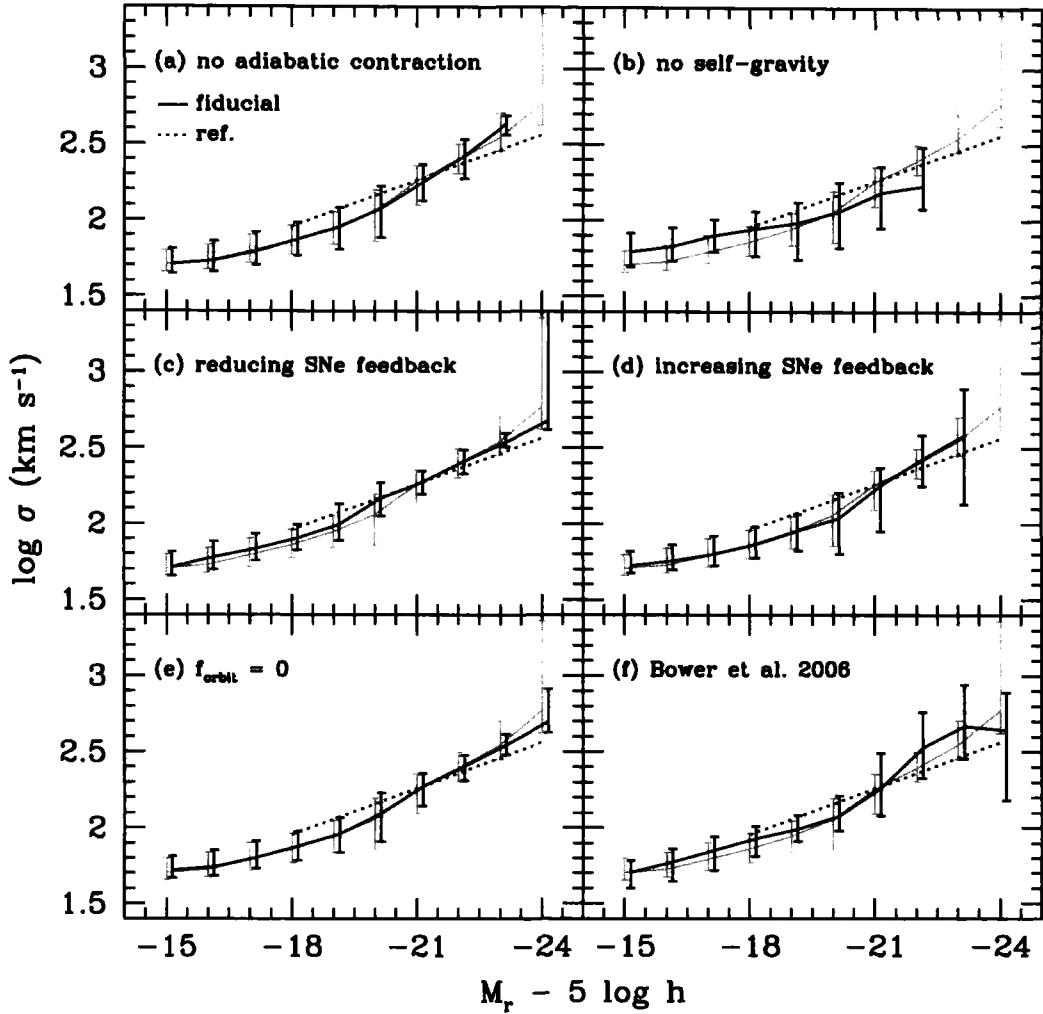 (a) no adiabatic contraction
fiducial
ref.
(b) no self-gravity
(c) reducing SNe feedback
(d) increasing SNe feedback
(e) f_orbit = 0
(f) Bower et al. 2006
3
2.5
2
1.5
3
2.5
2
1.5
3
2.5
2
1.5
log σ (km s⁻¹)
-15 -18 -21 -24 -15 -18 -21 -24
M_r - 5 log h